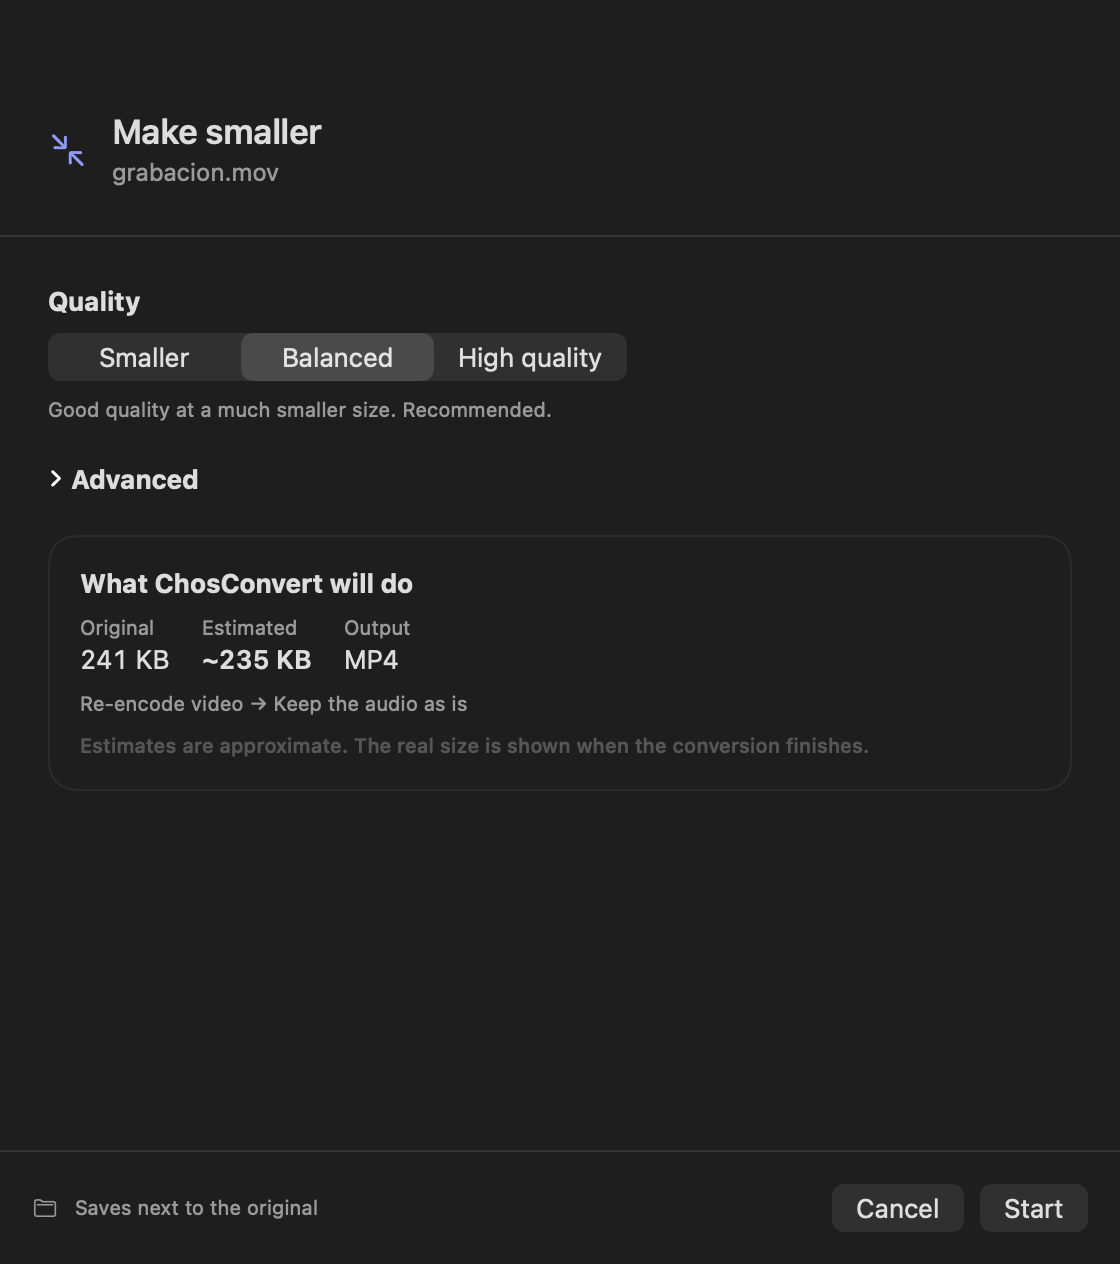 Make smaller
grabacion.mov
Quality
Smaller Balanced High quality
Good quality at a much smaller size. Recommended.
Advanced
What ChosConvert will do
Original Estimated Output
241 KB ~235 KB MP4
Re-encode video → Keep the audio as is
Estimates are approximate. The real size is shown when the conversion finishes.
Saves next to the original Cancel Start